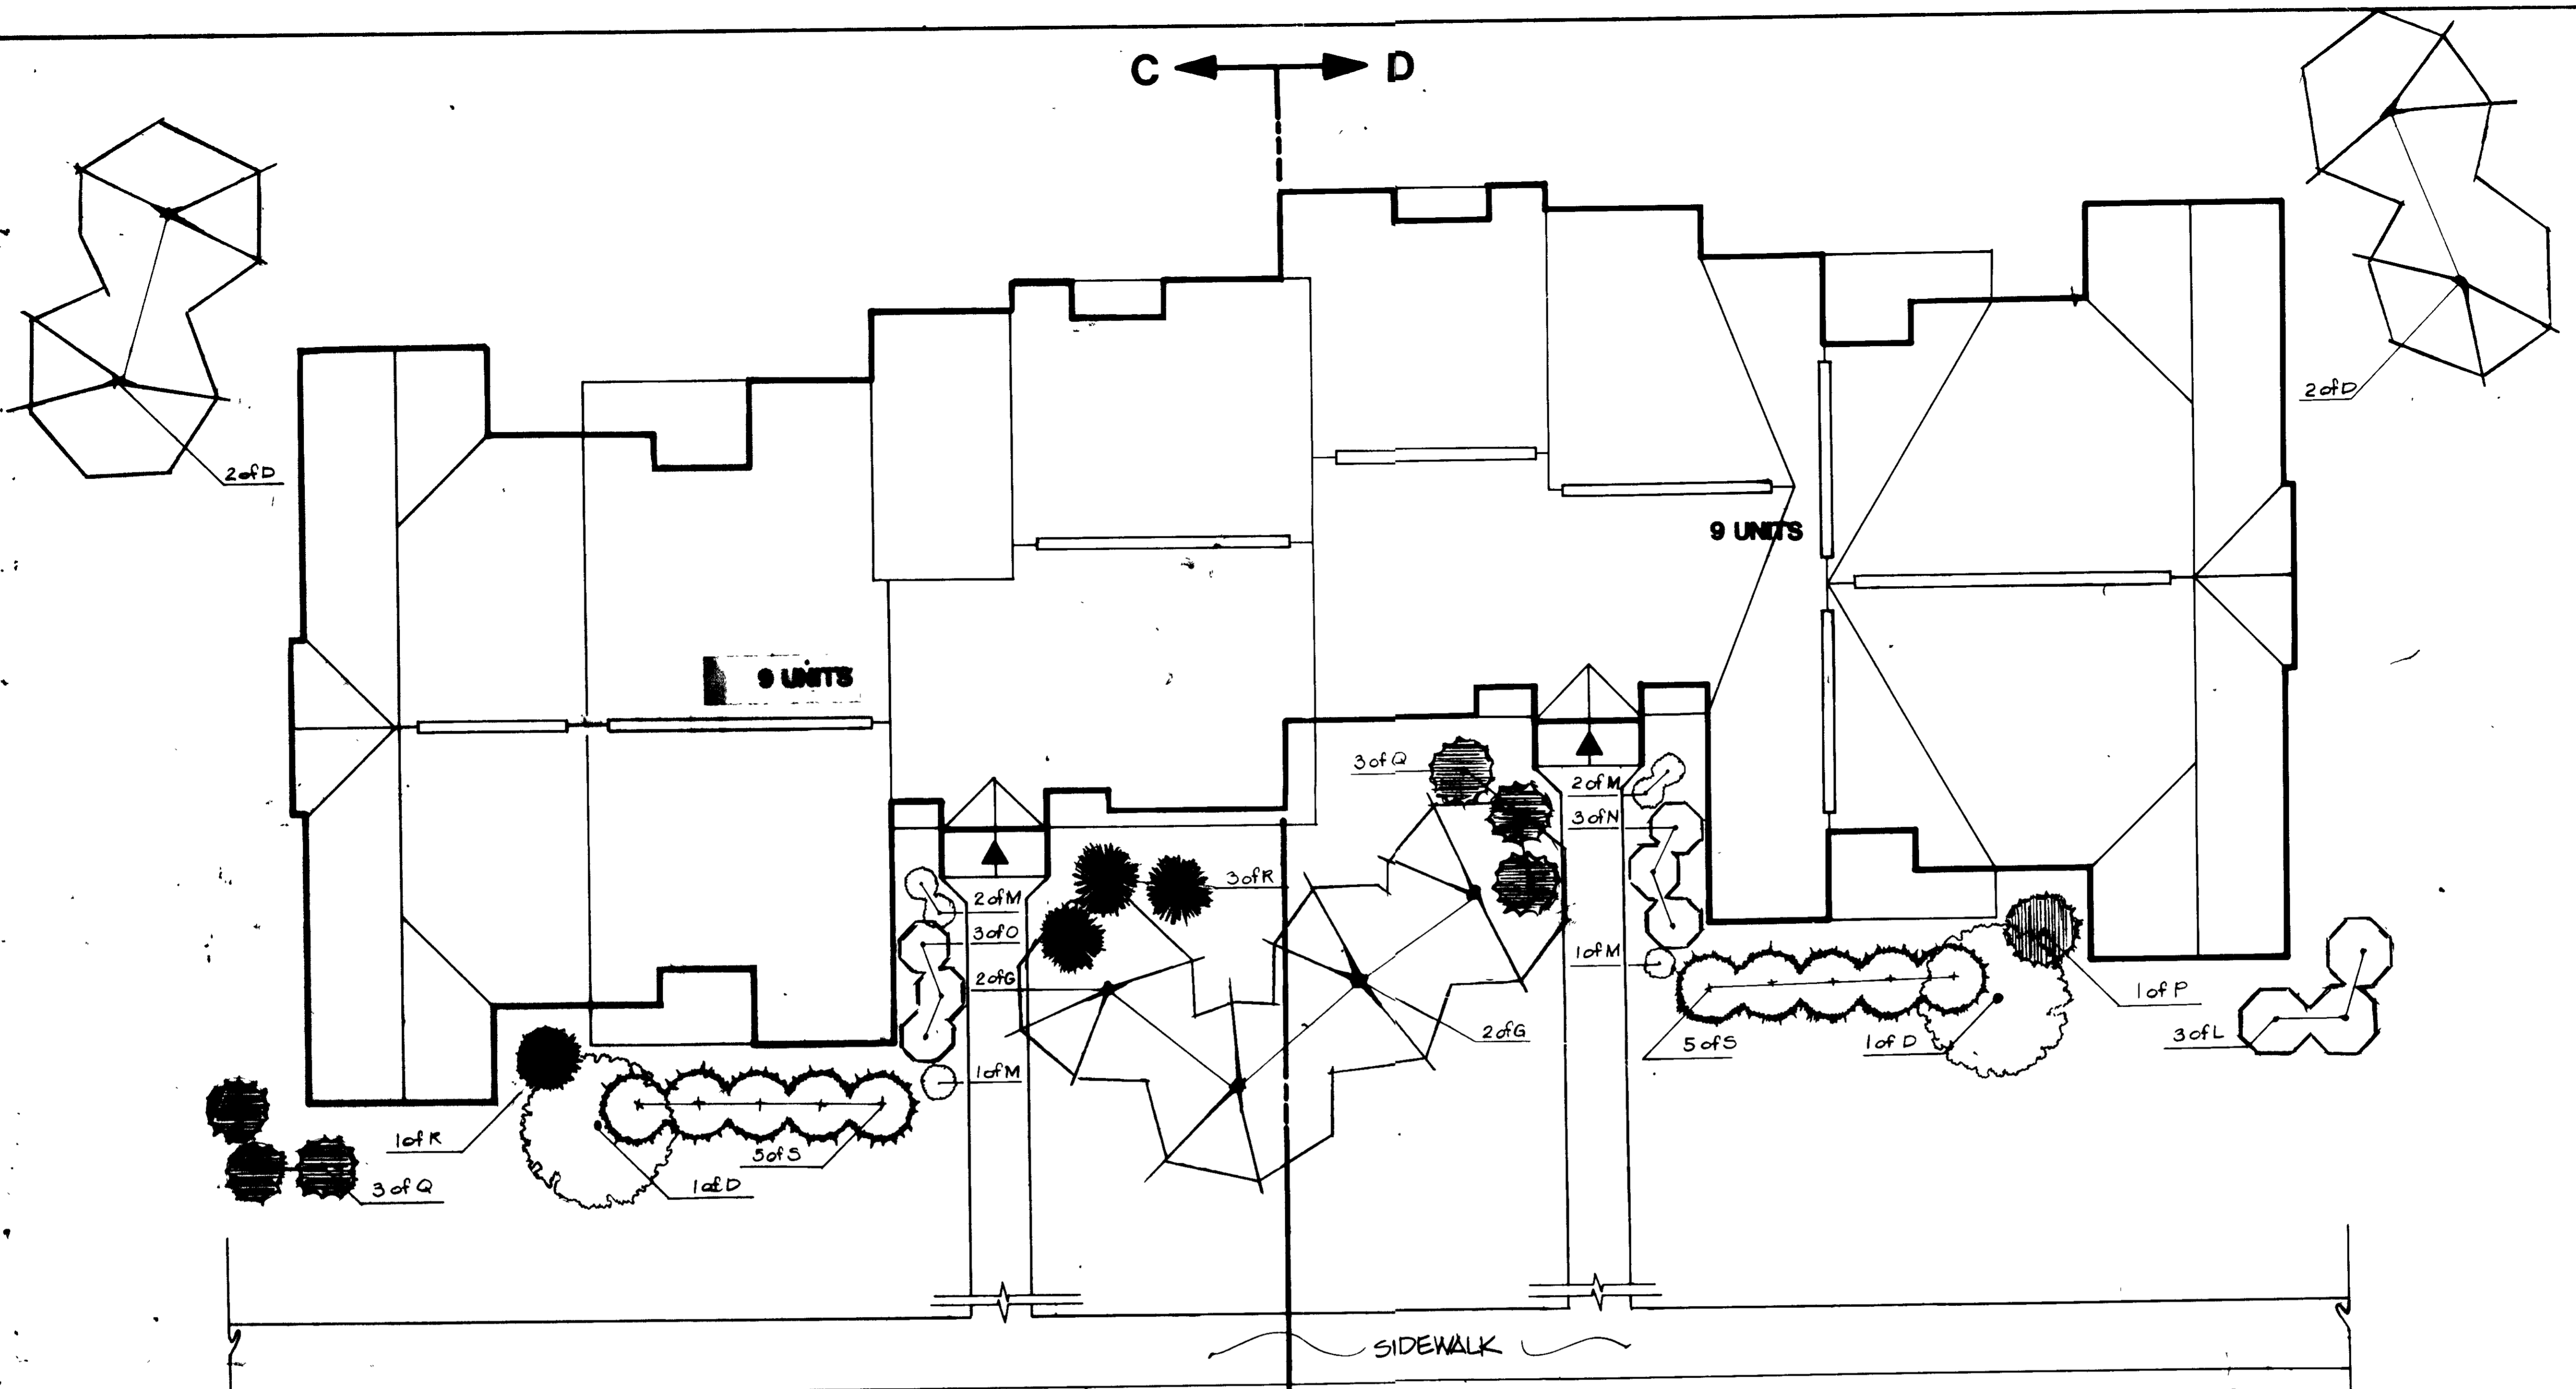 C D
2 of D
2 of D
9 UNITS
9 UNITS
3 of Q
2 of M
3 of N
3 of R
2 of M
3 of O
1 of M
2 of G
1 of P
2 of G
5 of S
1 of D
3 of L
1 of M
1 of R
5 of S
1 of D
3 of Q
SIDEWALK